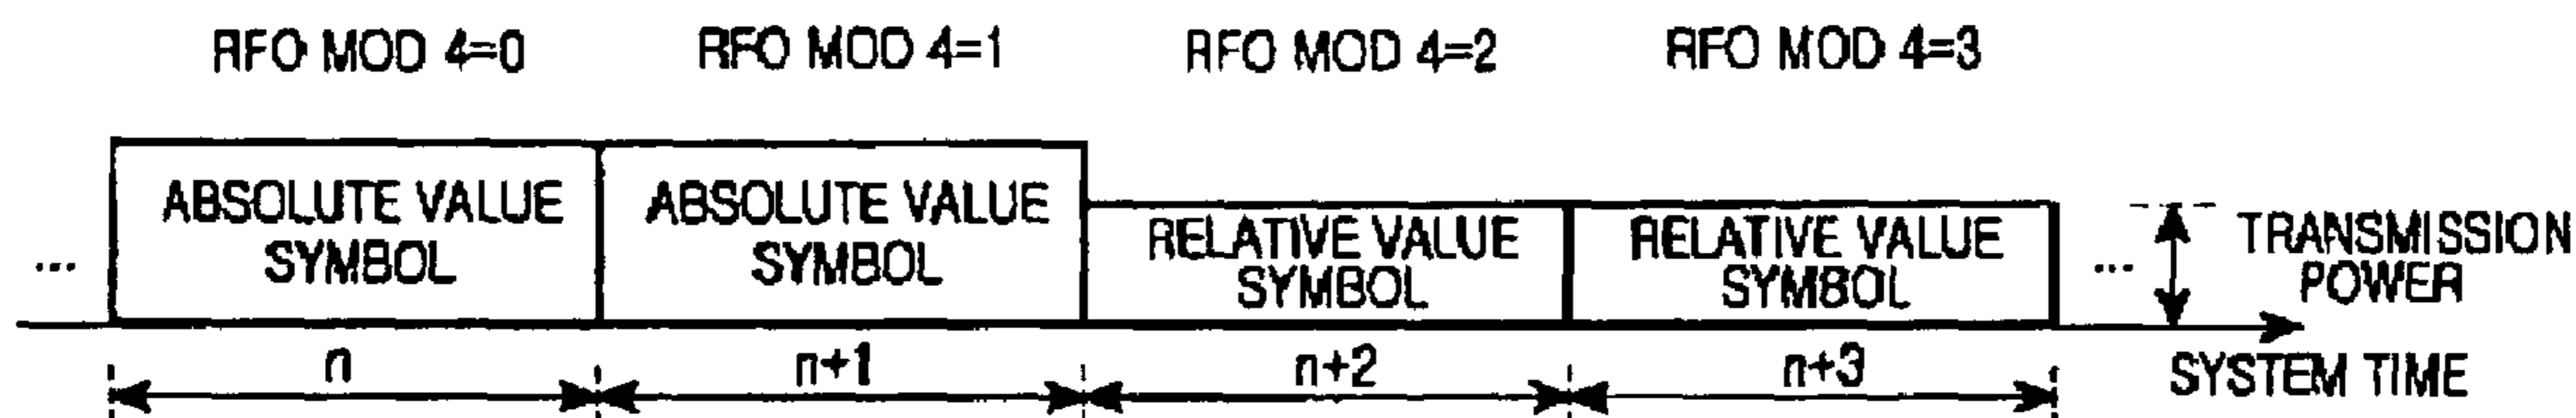 RFO MOD 4=0 RFO MOD 4=1 RFO MOD 4=2 RFO MOD 4=3
ABSOLUTE VALUE SYMBOL
ABSOLUTE VALUE SYMBOL
RELATIVE VALUE SYMBOL
RELATIVE VALUE SYMBOL
... ...
TRANSMISSION
POWER
n n+1 n+2 n+3
SYSTEM TIME